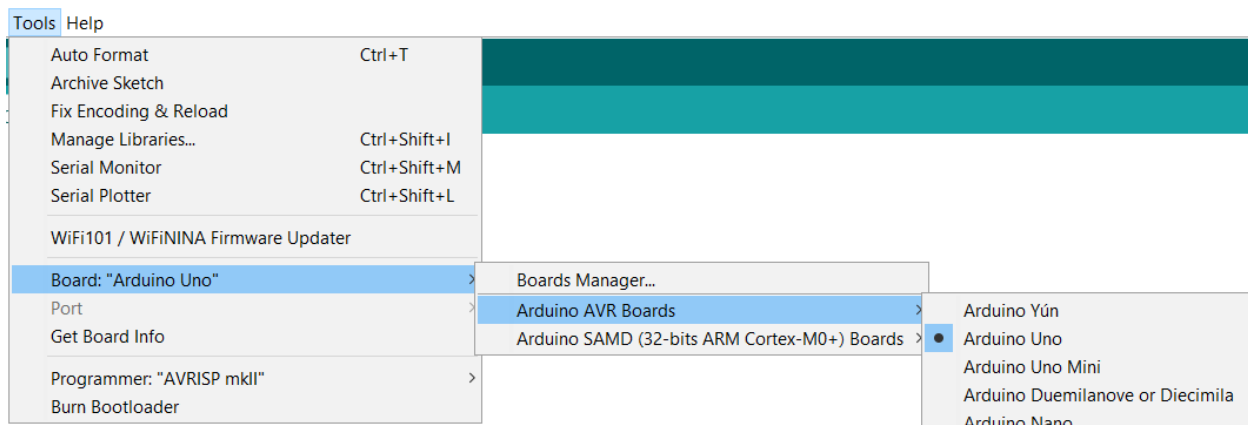 Tools Help
Auto Format Ctrl+T
Archive Sketch
Fix Encoding & Reload
Manage Libraries... Ctrl+Shift+I
Serial Monitor Ctrl+Shift+M
Serial Plotter Ctrl+Shift+L
WiFi101 / WiFiNINA Firmware Updater
Board: "Arduino Uno"
Port
Get Board Info
Programmer: "AVRISP mkII"
Burn Bootloader
Boards Manager...
Arduino AVR Boards
Arduino SAMD (32-bits ARM Cortex-M0+) Boards
Arduino Yún
Arduino Uno
Arduino Uno Mini
Arduino Duemilanove or Diecimila
Arduino Nano